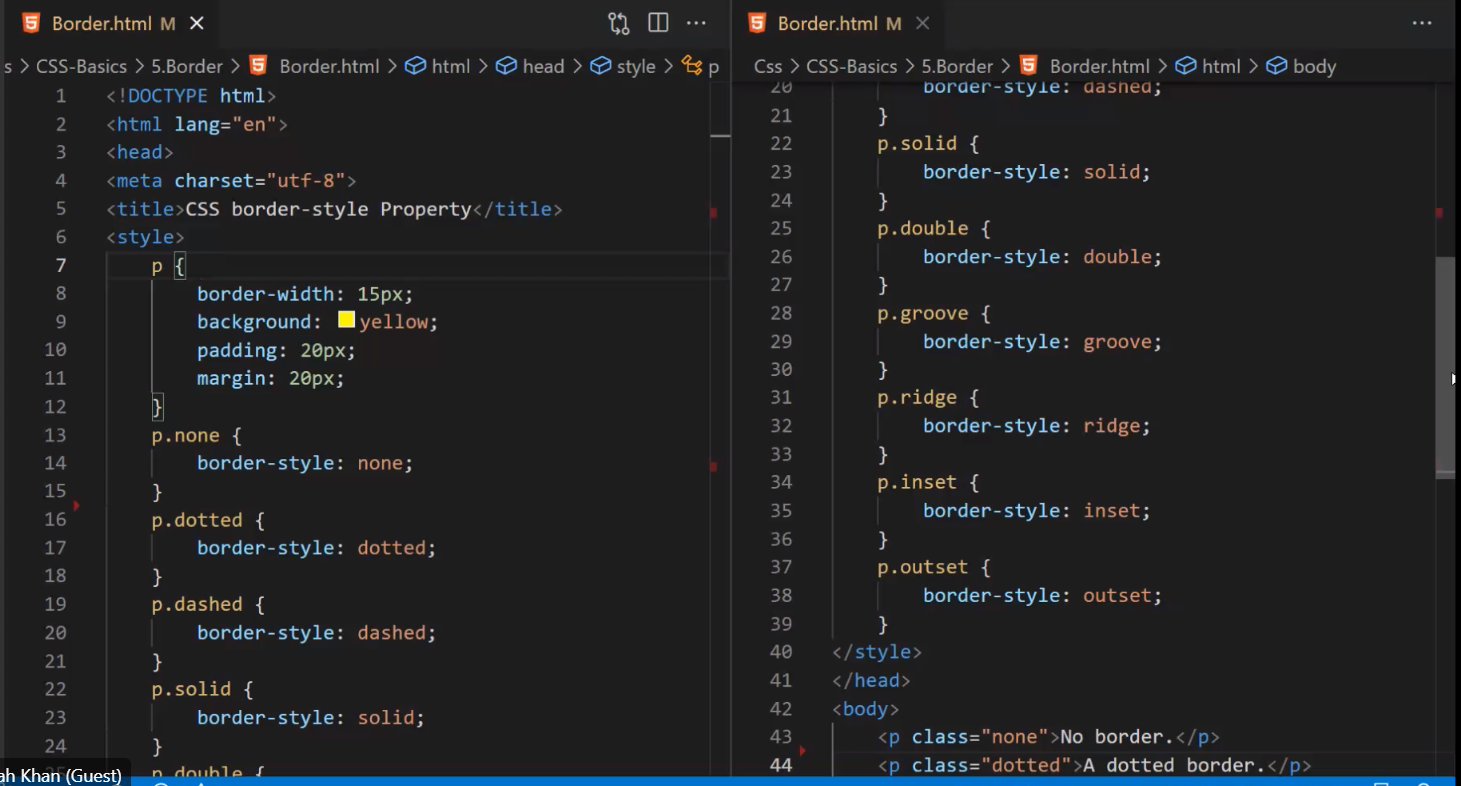 Border.html M
s > CSS-Basics > 5.Border > Border.html > html > head > style > p
1 <!DOCTYPE html>
2 <html lang="en">
3 <head>
4 <meta charset="utf-8">
5 <title>CSS border-style Property</title>
6 <style>
7 p {
8 border-width: 15px;
9 background: yellow;
10 padding: 20px;
11 margin: 20px;
12 }
13 p.none {
14 border-style: none;
15 }
16 p.dotted {
17 border-style: dotted;
18 }
19 p.dashed {
20 border-style: dashed;
21 }
22 p.solid {
23 border-style: solid;
24 }
p.double {
ah Khan (Guest)
Border.html M
Css > CSS-Basics > 5.Border > Border.html > html > body
20 border-style: dashed;
21 }
22 p.solid {
23 border-style: solid;
24 }
25 p.double {
26 border-style: double;
27 }
28 p.groove {
29 border-style: groove;
30 }
31 p.ridge {
32 border-style: ridge;
33 }
34 p.inset {
35 border-style: inset;
36 }
37 p.outset {
38 border-style: outset;
39 }
40 </style>
41 </head>
42 <body>
43 <p class="none">No border.</p>
44 <p class="dotted">A dotted border.</p>